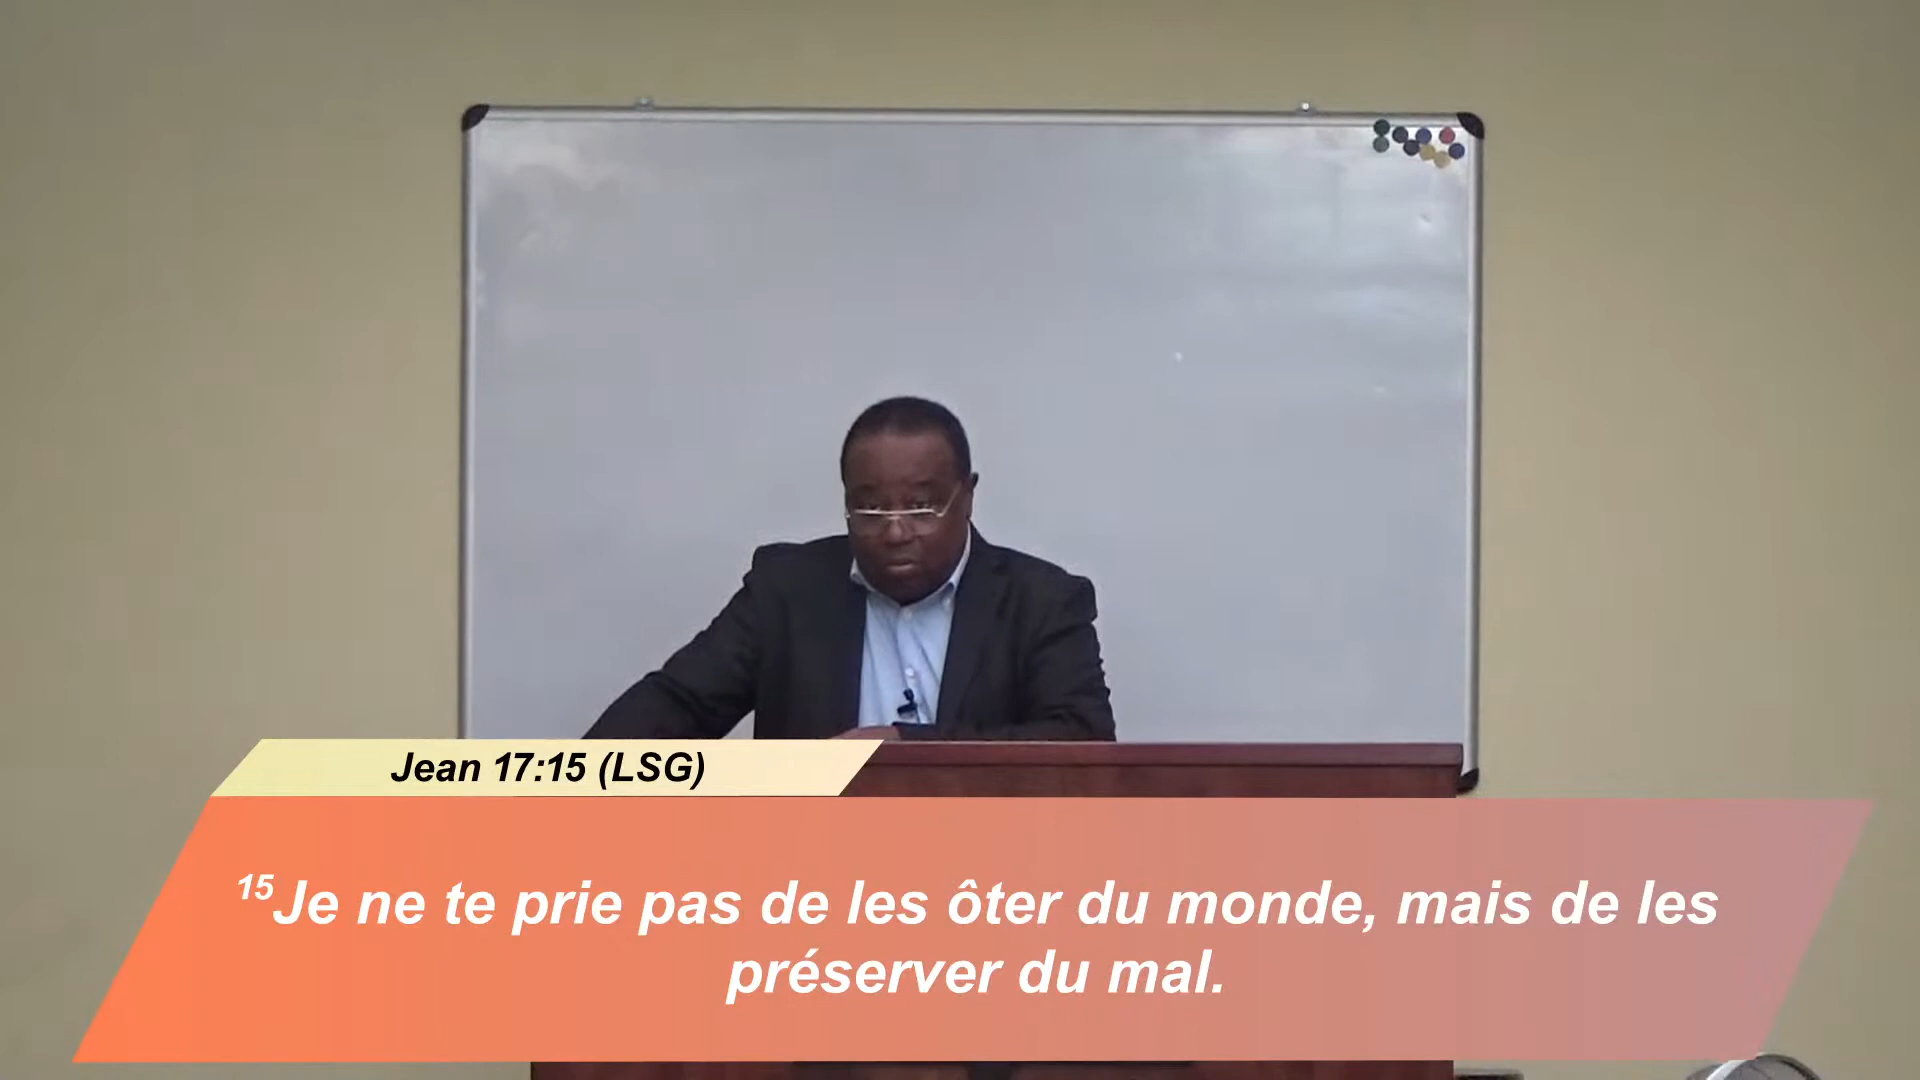 Jean 17:15 (LSG)
15Je ne te prie pas de les ôter du monde, mais de les
préserver du mal.